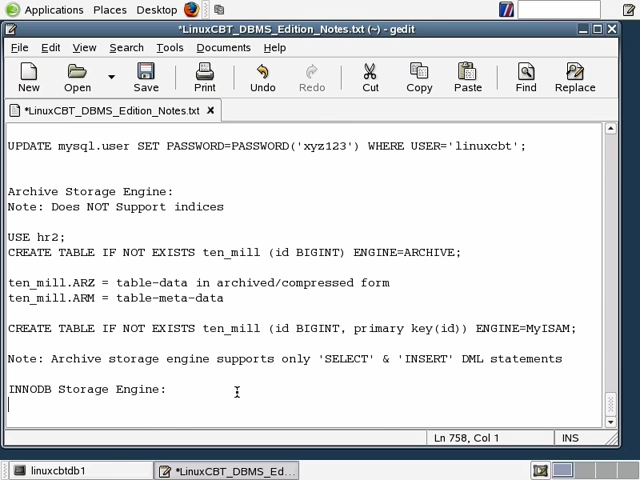 Applications Places Desktop
*LinuxCBT_DBMS_Edition_Notes.txt (~) - gedit
File Edit View Search Tools Documents Help
New Open Save Print Undo Redo Cut Copy Paste Find Replace
*LinuxCBT_DBMS_Edition_Notes.txt x
UPDATE mysql.user SET PASSWORD=PASSWORD('xyz123') WHERE USER='linuxcbt';
Archive Storage Engine:
Note: Does NOT Support indices
USE hr2;
CREATE TABLE IF NOT EXISTS ten_mill (id BIGINT) ENGINE=ARCHIVE;
ten_mill.ARZ = table-data in archived/compressed form
ten_mill.ARM = table-meta-data
CREATE TABLE IF NOT EXISTS ten_mill (id BIGINT, primary key(id)) ENGINE=MyISAM;
Note: Archive storage engine supports only 'SELECT' & 'INSERT' DML statements
INNODB Storage Engine:
Ln 758, Col 1 INS
linuxcbtdb1 *LinuxCBT_DBMS_Ed...